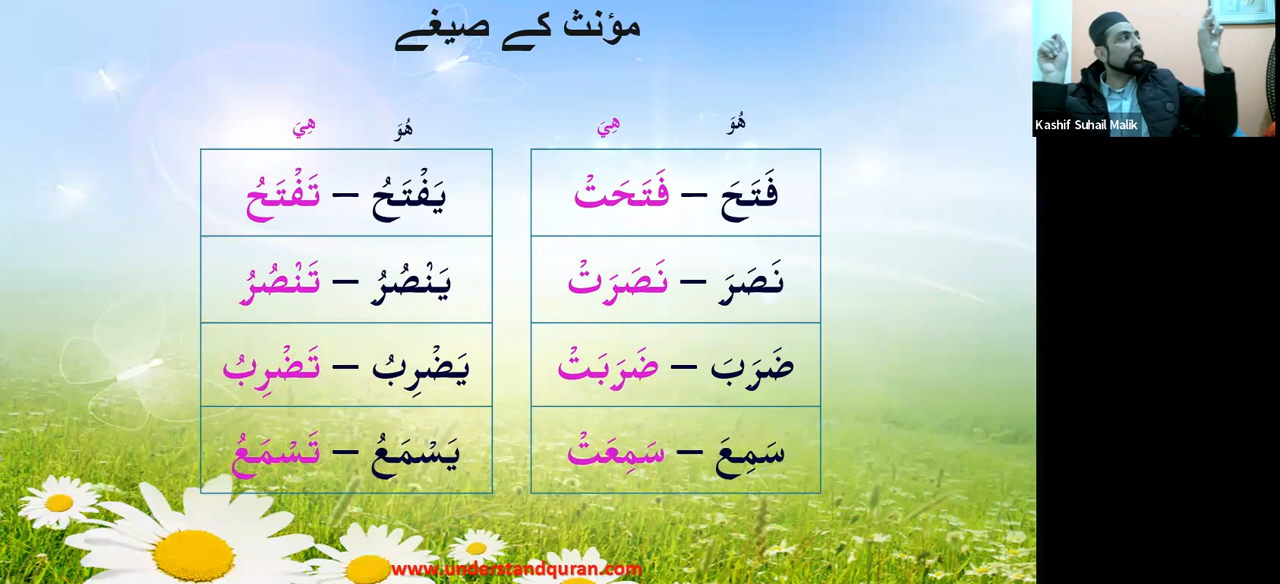 مؤنث کے صیغے
هُوَ هِيَ هُوَ هِيَ
فَتَحَ – فَتَحَتْ يَفْتَحُ – تَفْتَحُ
نَصَرَ – نَصَرَتْ يَنْصُرُ – تَنْصُرُ
ضَرَبَ – ضَرَبَتْ يَضْرِبُ – تَضْرِبُ
سَمِعَ – سَمِعَتْ يَسْمَعُ – تَسْمَعُ
www.understandquran.com
Kashif Suhail Malik